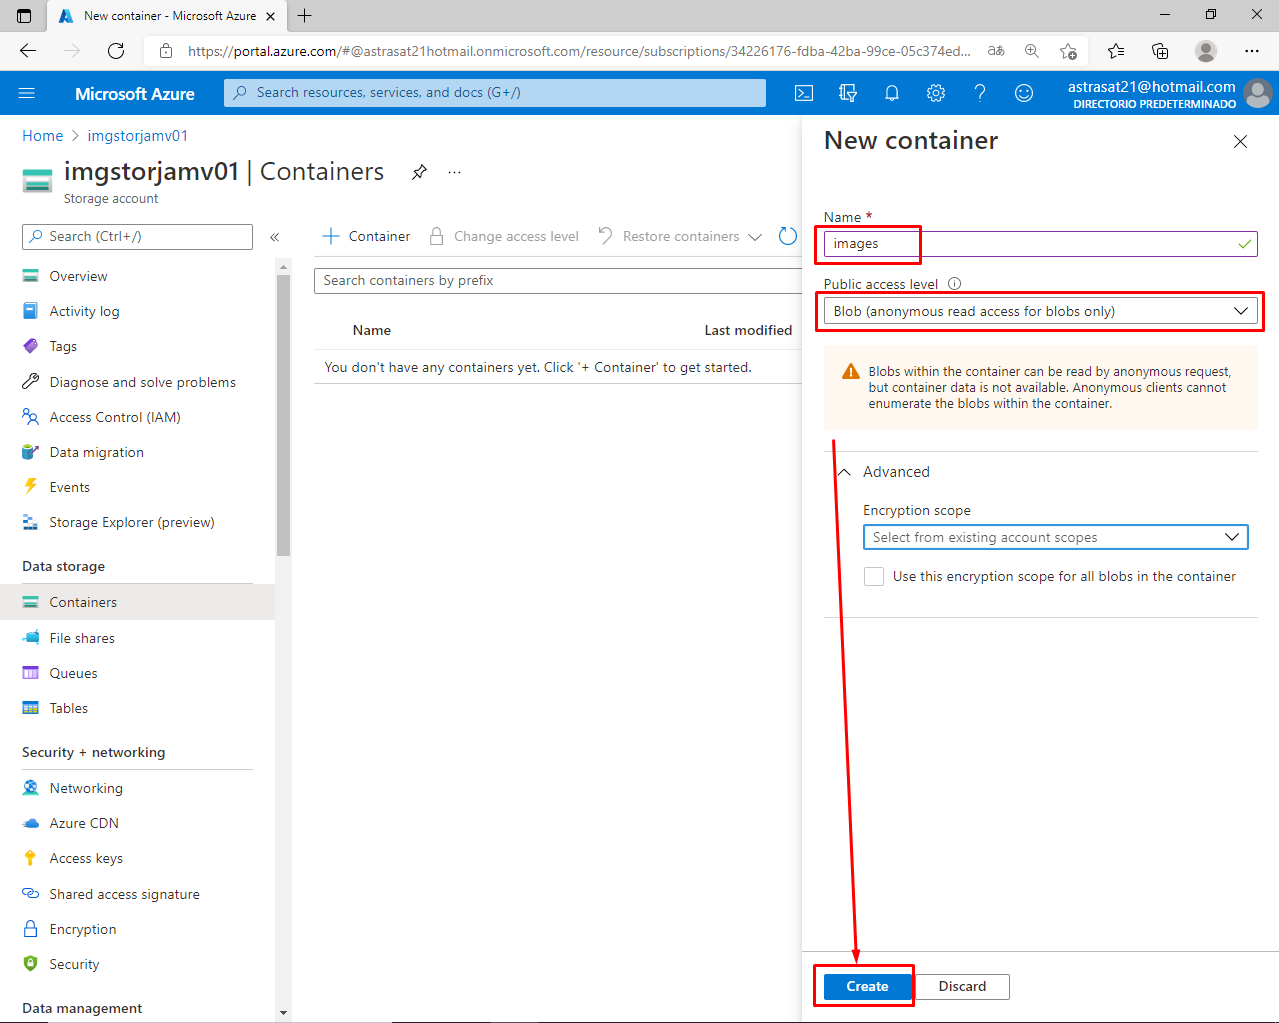 New container - Microsoft Azure
https://portal.azure.com/#@astrasat21hotmail.onmicrosoft.com/resource/subscriptions/34226176-fdba-42ba-99ce-05c374ed...
aあ
Microsoft Azure
Search resources, services, and docs (G+/)
astrasat21@hotmail.com
DIRECTORIO PREDETERMINADO
Home > imgstorjamv01
imgstorjamv01 | Containers
...
Storage account
Search (Ctrl+/)
«
Overview
Activity log
Tags
Diagnose and solve problems
Access Control (IAM)
Data migration
Events
Storage Explorer (preview)
Data storage
Containers
File shares
Queues
Tables
Security + networking
Networking
Azure CDN
Access keys
Shared access signature
Encryption
Security
Data management
+ Container
Change access level
Restore containers
Search containers by prefix
Name
Last modified
You don't have any containers yet. Click '+ Container' to get started.
New container
Name *
images
Public access level
Blob (anonymous read access for blobs only)
Blobs within the container can be read by anonymous request,
but container data is not available. Anonymous clients cannot
enumerate the blobs within the container.
Advanced
Encryption scope
Select from existing account scopes
Use this encryption scope for all blobs in the container
Create
Discard